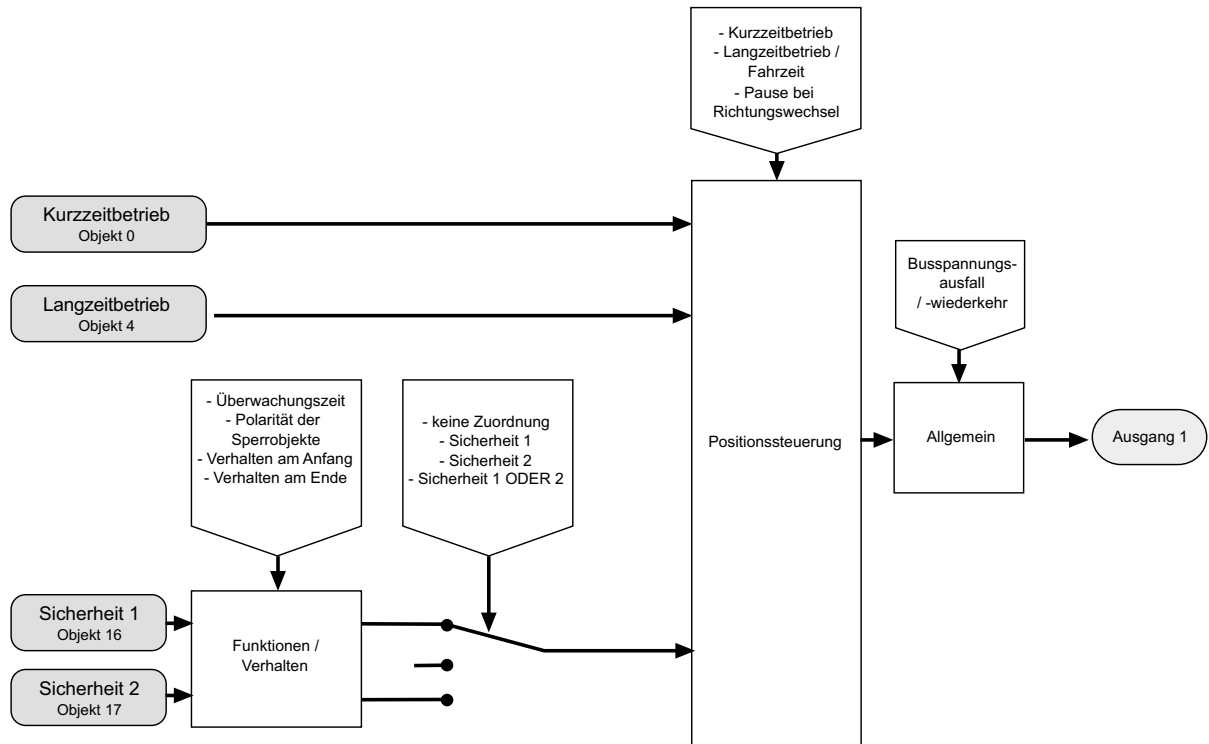 - Kurzzeitbetrieb
- Langzeitbetrieb /
Fahrzeit
- Pause bei
Richtungswechsel
Kurzzeitbetrieb
Objekt 0
Langzeitbetrieb
Objekt 4
Busspannungs-
ausfall
/ -wiederkehr
- Überwachungszeit
- Polarität der
Sperrobjekte
- Verhalten am Anfang
- Verhalten am Ende
- keine Zuordnung
- Sicherheit 1
- Sicherheit 2
- Sicherheit 1 ODER 2
Positionssteuerung
Allgemein
Ausgang 1
Sicherheit 1
Objekt 16
Sicherheit 2
Objekt 17
Funktionen /
Verhalten